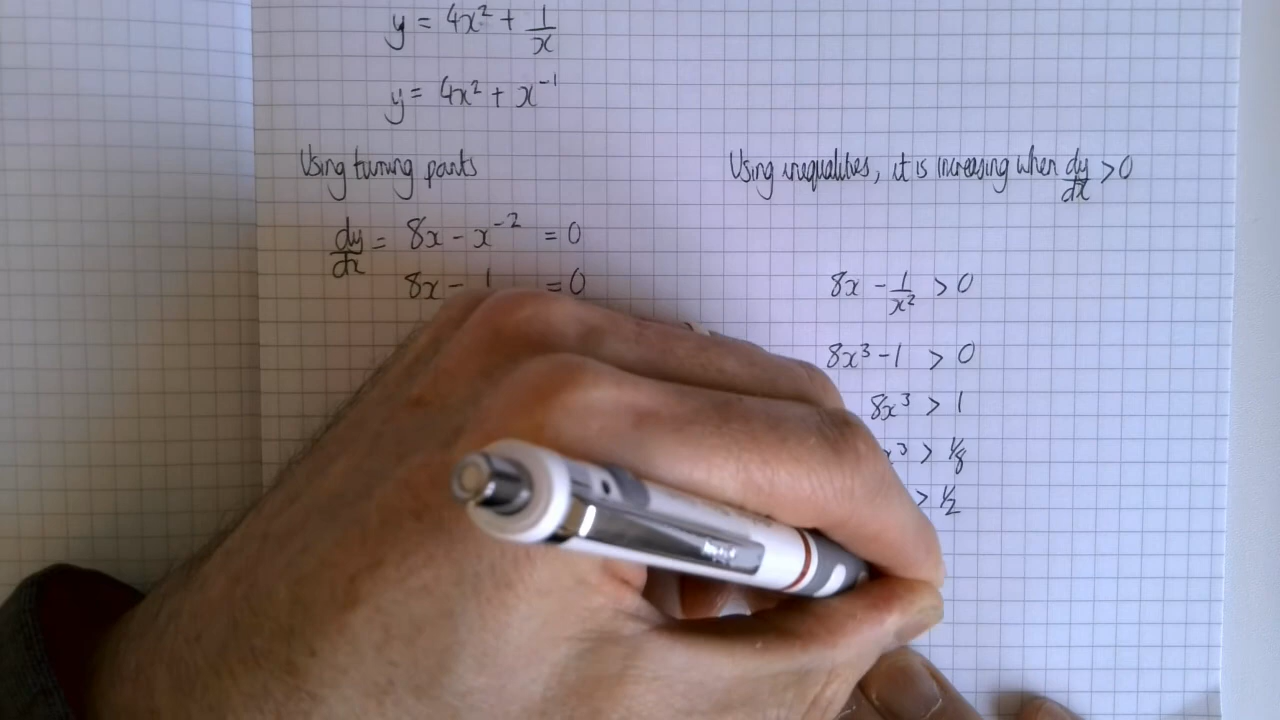 y = 4x² + 1/x
y = 4x² + x⁻¹
Using turning points
dy/dx = 8x - x⁻² = 0
8x - 1 = 0
Using inequalities, it is increasing when dy/dx > 0
8x - 1/x² > 0
8x³ - 1 > 0
8x³ > 1
x³ > 1/8
> 1/2